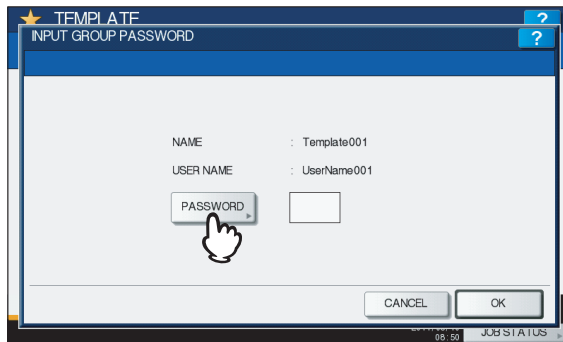 TEMPLATE ?
INPUT GROUP PASSWORD ?
NAME : Template001
USER NAME : UserName001
PASSWORD
CANCEL OK
08:50 JOB STATUS